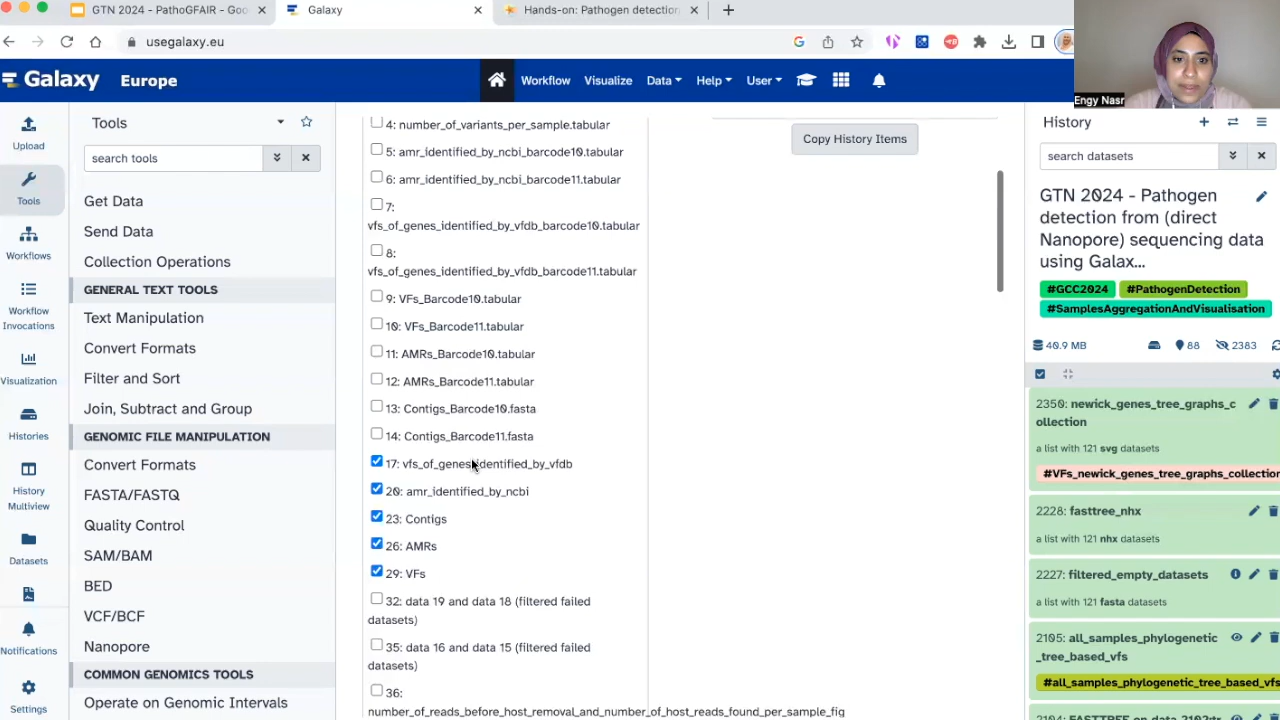 GTN 2024 - PathoGFAIR - Goo
Galaxy
Hands-on: Pathogen detection
usegalaxy.eu
Galaxy Europe
Workflow
Visualize
Data
Help
User
Engy Nasr
Upload
Tools
Workflows
Workflow Invocations
Visualization
Histories
History Multiview
Datasets
Notifications
Settings
Tools
search tools
Get Data
Send Data
Collection Operations
GENERAL TEXT TOOLS
Text Manipulation
Convert Formats
Filter and Sort
Join, Subtract and Group
GENOMIC FILE MANIPULATION
Convert Formats
FASTA/FASTQ
Quality Control
SAM/BAM
BED
VCF/BCF
Nanopore
COMMON GENOMICS TOOLS
Operate on Genomic Intervals
4: number_of_variants_per_sample.tabular
5: amr_identified_by_ncbi_barcode10.tabular
6: amr_identified_by_ncbi_barcode11.tabular
7:
vfs_of_genes_identified_by_vfdb_barcode10.tabular
8:
vfs_of_genes_identified_by_vfdb_barcode11.tabular
9: VFs_Barcode10.tabular
10: VFs_Barcode11.tabular
11: AMRs_Barcode10.tabular
12: AMRs_Barcode11.tabular
13: Contigs_Barcode10.fasta
14: Contigs_Barcode11.fasta
17: vfs_of_genes_identified_by_vfdb
20: amr_identified_by_ncbi
23: Contigs
26: AMRs
29: VFs
32: data 19 and data 18 (filtered failed
datasets)
35: data 16 and data 15 (filtered failed
datasets)
36:
number_of_reads_before_host_removal_and_number_of_host_reads_found_per_sample_fig
Copy History Items
History
search datasets
GTN 2024 - Pathogen
detection from (direct
Nanopore) sequencing data
using Galax...
#GCC2024 #PathogenDetection
#SamplesAggregationAndVisualisation
40.9 MB 88 2383
2350: newick_genes_tree_graphs_c
ollection
a list with 121 svg datasets
#VFs_newick_genes_tree_graphs_collection
2228: fasttree_nhx
a list with 121 nhx datasets
2227: filtered_empty_datasets
a list with 121 fasta datasets
2105: all_samples_phylogenetic
_tree_based_vfs
#all_samples_phylogenetic_tree_based_vfs